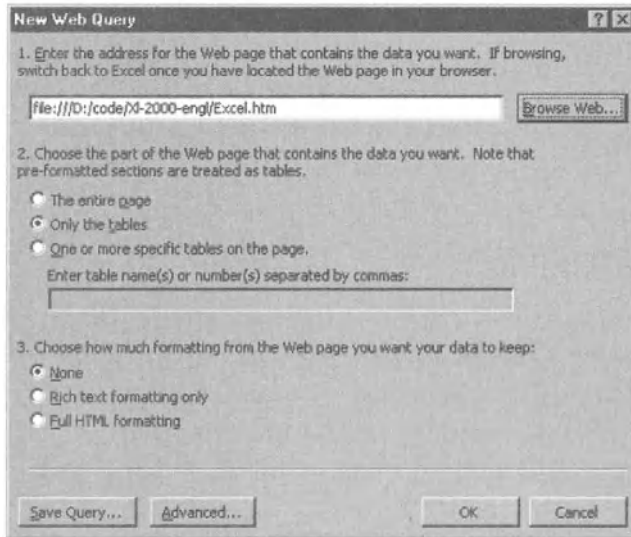 New Web Query
1. Enter the address for the Web page that contains the data you want. If browsing,
switch back to Excel once you have located the Web page in your browser.
file:///D:/code/Xl-2000-engl/Excel.htm
Browse Web...
2. Choose the part of the Web page that contains the data you want. Note that
pre-formatted sections are treated as tables.
The entire page
Only the tables
One or more specific tables on the page.
Enter table name(s) or number(s) separated by commas:
3. Choose how much formatting from the Web page you want your data to keep:
None
Rich text formatting only
Full HTML formatting
Save Query... Advanced... OK Cancel